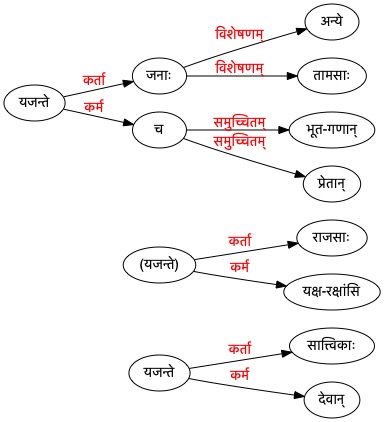 अन्ये
विशेषणम्
कर्ता
जनाः
विशेषणम्
तामसाः
यजन्ते
कर्म
च
समुच्चितम्
भूत-गणान्
समुच्चितम्
प्रेतान्
कर्ता
राजसाः
(यजन्ते)
कर्म
यक्ष-रक्षांसि
कर्ता
सात्त्विकाः
यजन्ते
कर्म
देवान्